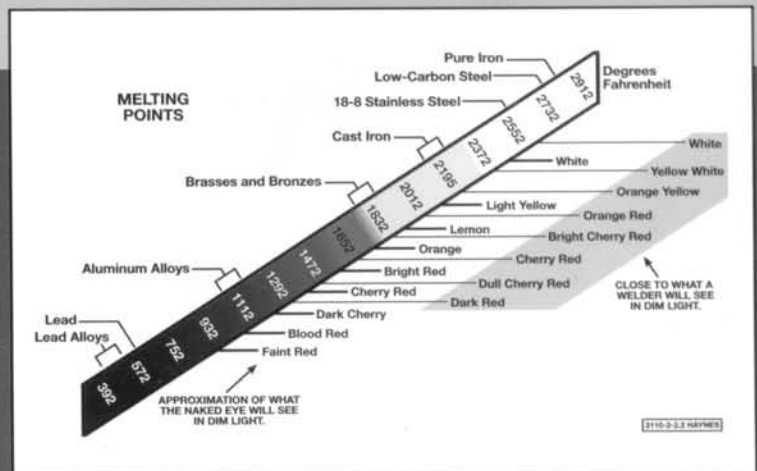 MELTING
POINTS
Pure Iron
Low-Carbon Steel
18-8 Stainless Steel
Cast Iron
Brasses and Bronzes
Aluminum Alloys
Lead
Lead Alloys
Degrees
Fahrenheit
2912
2732
2552
2372
2195
2012
1832
1652
1472
1292
1112
932
752
572
392
White
White
Yellow White
Orange Yellow
Light Yellow
Orange Red
Lemon
Bright Cherry Red
Orange
Cherry Red
Bright Red
Dull Cherry Red
Cherry Red
Dark Red
Dark Cherry
Blood Red
Faint Red
CLOSE TO WHAT A
WELDER WILL SEE
IN DIM LIGHT.
APPROXIMATION OF WHAT
THE NAKED EYE WILL SEE
IN DIM LIGHT.
2110-2-2.2 HAYNES